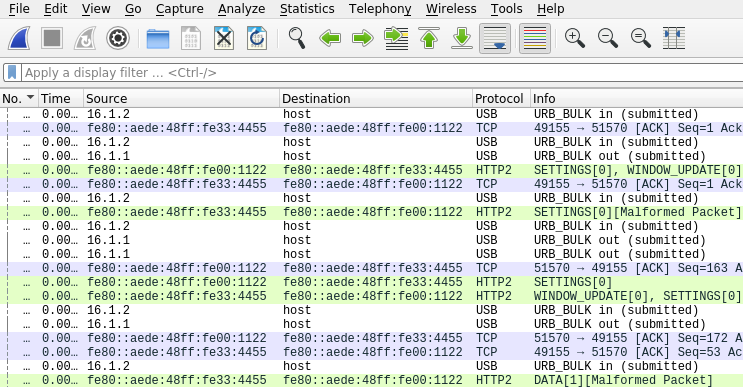 File Edit View Go Capture Analyze Statistics Telephony Wireless Tools Help
Apply a display filter … <Ctrl-/>
No. Time Source Destination Protocol Info
… 0.00… 16.1.2 host USB URB_BULK in (submitted)
… 0.00… fe80::aede:48ff:fe33:4455 fe80::aede:48ff:fe00:1122 TCP 49155 → 51570 [ACK] Seq=1 Ack
… 0.00… 16.1.2 host USB URB_BULK in (submitted)
… 0.00… 16.1.1 host USB URB_BULK out (submitted)
… 0.00… fe80::aede:48ff:fe00:1122 fe80::aede:48ff:fe33:4455 HTTP2 SETTINGS[0], WINDOW_UPDATE[0]
… 0.00… fe80::aede:48ff:fe33:4455 fe80::aede:48ff:fe00:1122 TCP 49155 → 51570 [ACK] Seq=1 Ack
… 0.00… 16.1.2 host USB URB_BULK in (submitted)
… 0.00… fe80::aede:48ff:fe33:4455 fe80::aede:48ff:fe00:1122 HTTP2 SETTINGS[0][Malformed Packet]
… 0.00… 16.1.2 host USB URB_BULK in (submitted)
… 0.00… 16.1.1 host USB URB_BULK out (submitted)
… 0.00… 16.1.1 host USB URB_BULK out (submitted)
… 0.00… fe80::aede:48ff:fe00:1122 fe80::aede:48ff:fe33:4455 TCP 51570 → 49155 [ACK] Seq=163 A
… 0.00… fe80::aede:48ff:fe00:1122 fe80::aede:48ff:fe33:4455 HTTP2 SETTINGS[0]
… 0.00… fe80::aede:48ff:fe33:4455 fe80::aede:48ff:fe00:1122 HTTP2 WINDOW_UPDATE[0], SETTINGS[0]
… 0.00… 16.1.2 host USB URB_BULK in (submitted)
… 0.00… 16.1.1 host USB URB_BULK out (submitted)
… 0.00… fe80::aede:48ff:fe00:1122 fe80::aede:48ff:fe33:4455 TCP 51570 → 49155 [ACK] Seq=172 A
… 0.00… fe80::aede:48ff:fe33:4455 fe80::aede:48ff:fe00:1122 TCP 49155 → 51570 [ACK] Seq=53 Ac
… 0.00… 16.1.2 host USB URB_BULK in (submitted)
… 0.00… fe80::aede:48ff:fe00:1122 fe80::aede:48ff:fe33:4455 HTTP2 DATA[1][Malformed Packet]